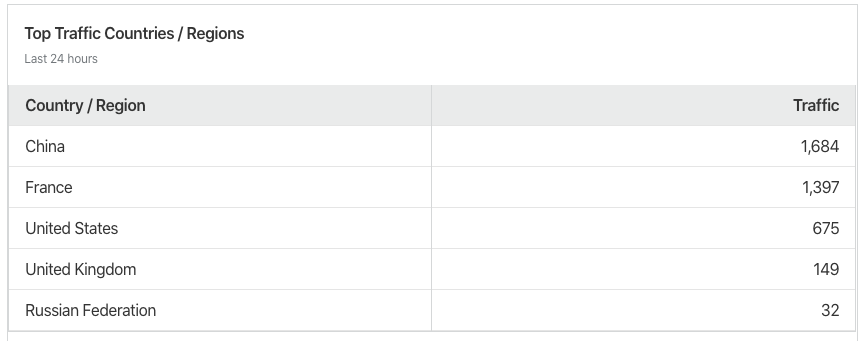 Top Traffic Countries / Regions
Last 24 hours
Country / Region Traffic
China 1,684
France 1,397
United States 675
United Kingdom 149
Russian Federation 32